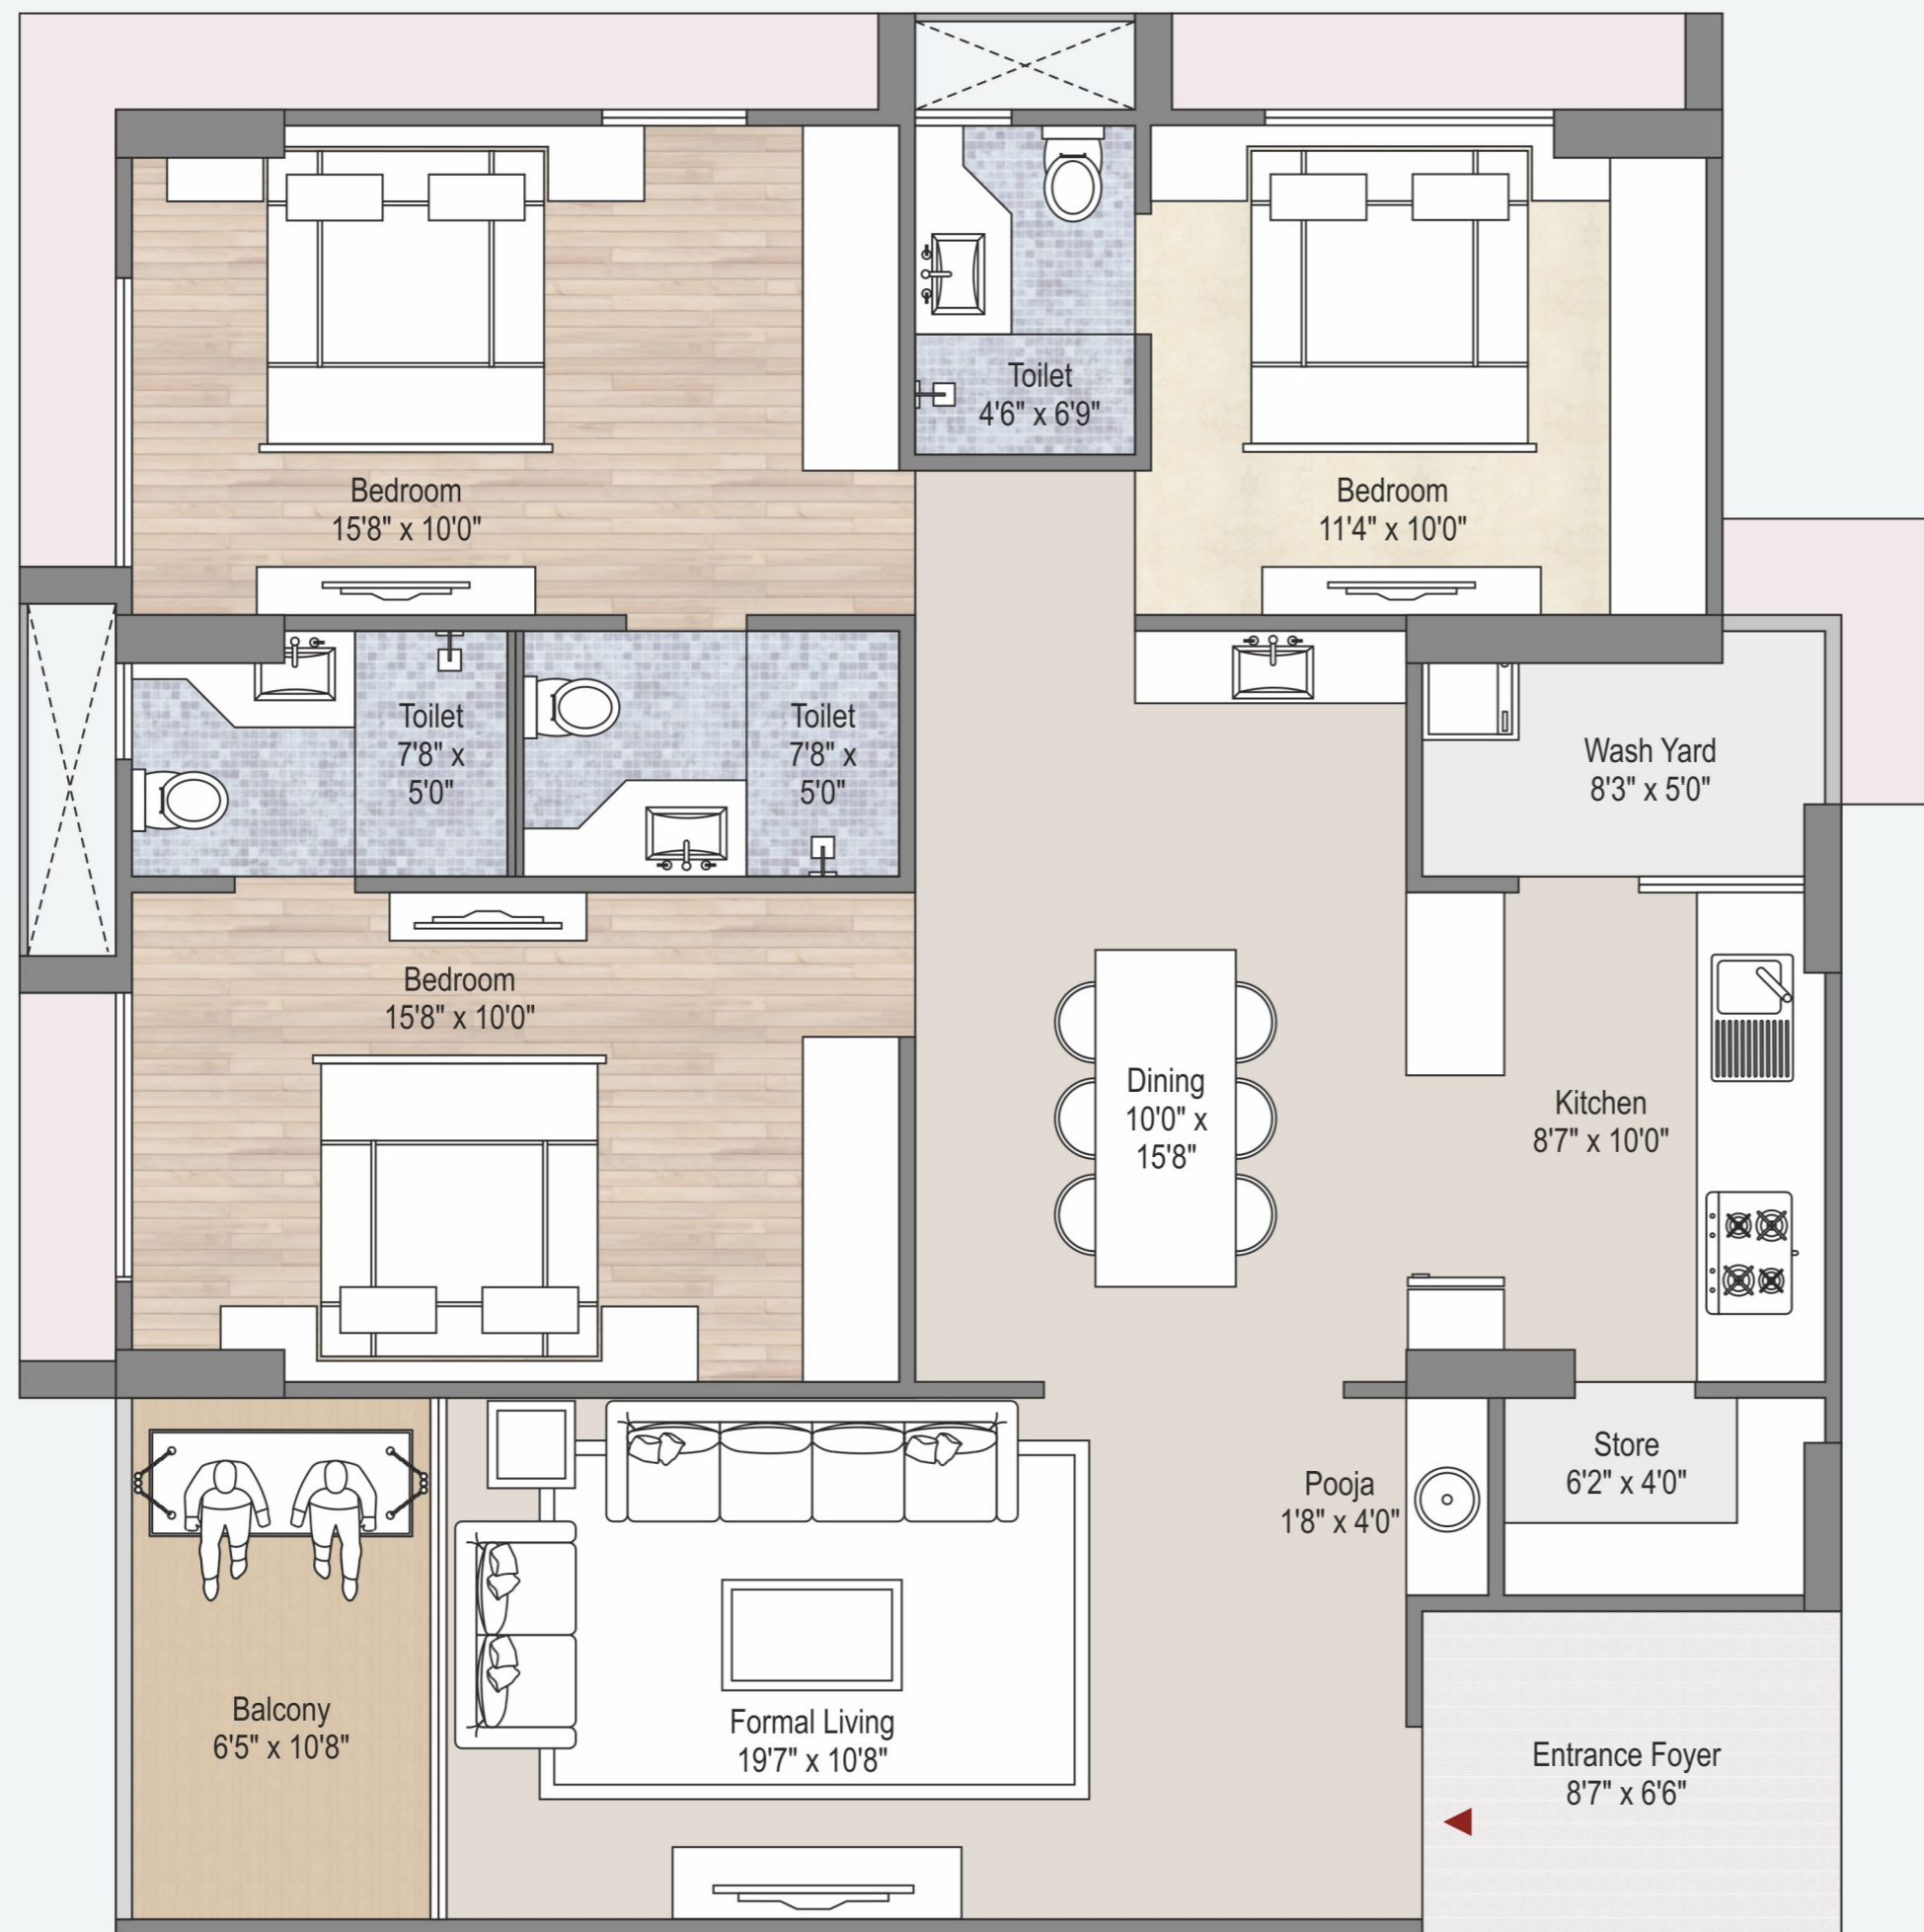 Toilet
4'6" x 6'9"
Bedroom
15'8" x 10'0"
Bedroom
11'4" x 10'0"
Toilet
7'8" x
5'0"
Toilet
7'8" x
5'0"
Wash Yard
8'3" x 5'0"
Bedroom
15'8" x 10'0"
Dining
10'0" x
15'8"
Kitchen
8'7" x 10'0"
Store
6'2" x 4'0"
Pooja
1'8" x 4'0"
Balcony
6'5" x 10'8"
Formal Living
19'7" x 10'8"
Entrance Foyer
8'7" x 6'6"